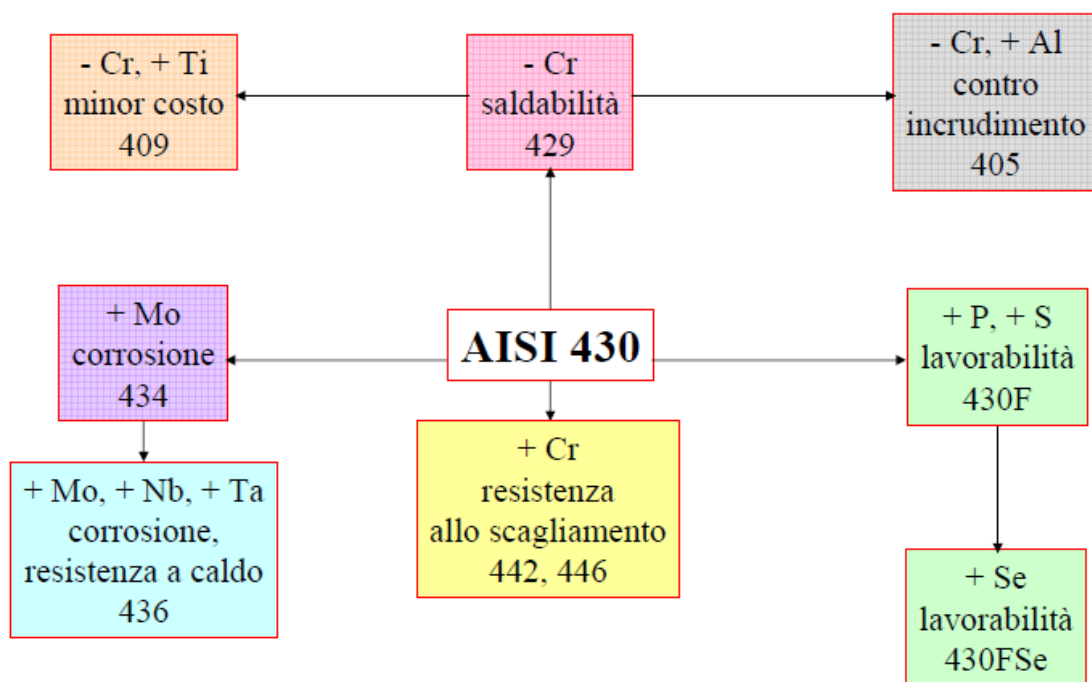 - Cr, + Ti
minor costo
409
- Cr
saldabilità
429
- Cr, + Al
contro
incrudimento
405
+ Mo
corrosione
434
AISI 430
+ P, + S
lavorabilità
430F
+ Mo, + Nb, + Ta
corrosione,
resistenza a caldo
436
+ Cr
resistenza
allo scagliamento
442, 446
+ Se
lavorabilità
430FSe